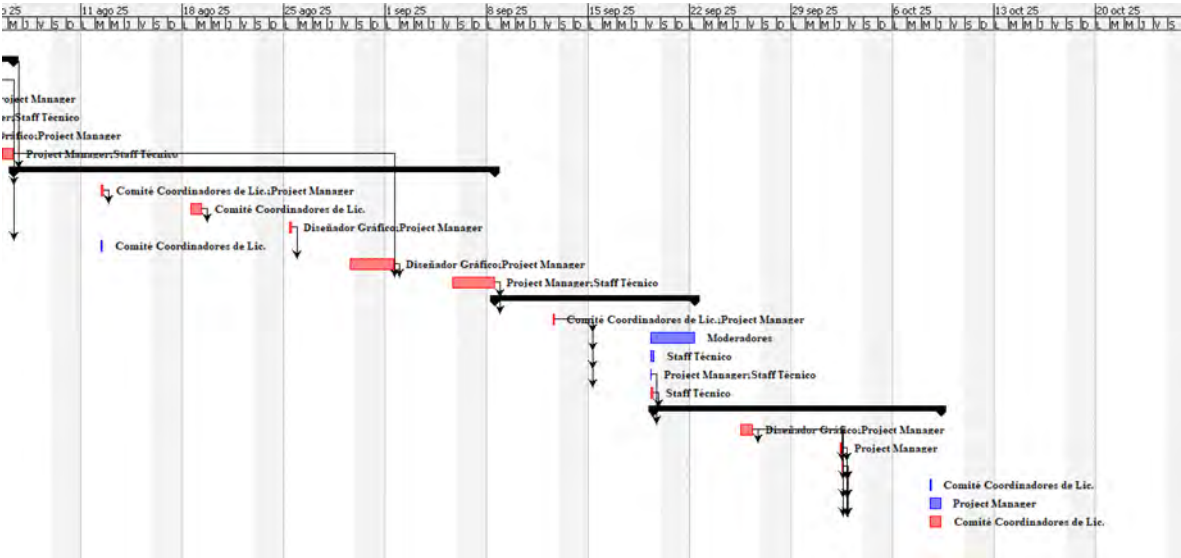 o 25 11 ago 25 18 ago 25 25 ago 25 1 sep 25 8 sep 25 15 sep 25 22 sep 25 29 sep 25 6 oct 25 13 oct 25 20 oct 25
M J V S D L M M J V S D L M M J V S D L M M J V S D L M M J V S D L M M J V S D L M M J V S D L M M J V S D L M M J V S D L M M J V S D L M M J V S D L M M J V S
roject Manager
er;Staff Técnico
Gráfico;Project Manager
Project Manager;Staff Técnico
Comité Coordinadores de Lic.;Project Manager
Comité Coordinadores de Lic.
Diseñador Gráfico;Project Manager
Comité Coordinadores de Lic.
Diseñador Gráfico;Project Manager
Project Manager;Staff Técnico
Comité Coordinadores de Lic.;Project Manager
Moderadores
Staff Técnico
Project Manager;Staff Técnico
Staff Técnico
Diseñador Gráfico;Project Manager
Project Manager
Comité Coordinadores de Lic.
Project Manager
Comité Coordinadores de Lic.